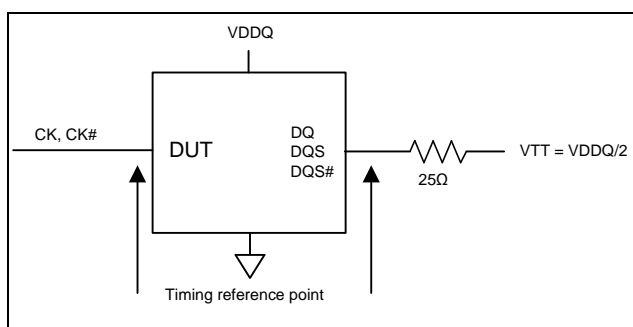 VDDQ
CK, CK#
DUT
DQ
DQS
DQS#
25Ω
VTT = VDDQ/2
Timing reference point